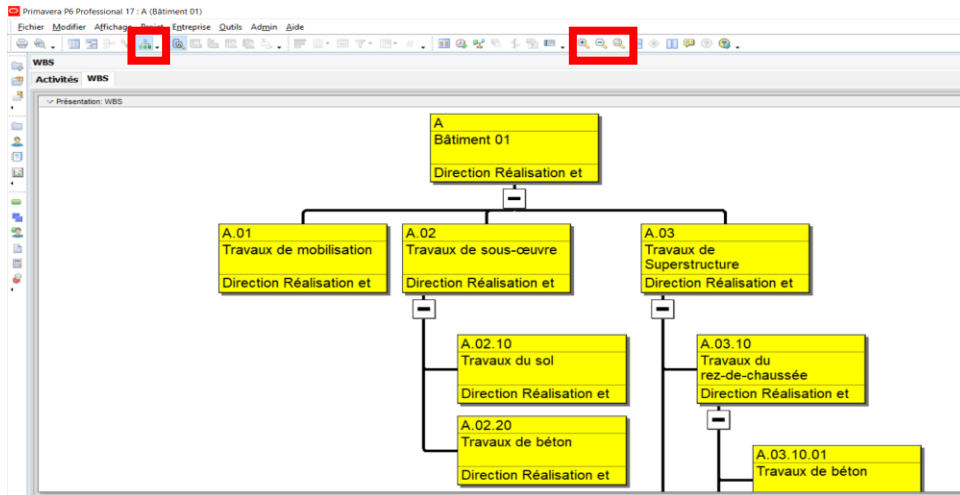 Primavera P6 Professional 17 : A (Bâtiment 01)
Fichier Modifier Affichage Projet Entreprise Outils Admin Aide
WBS
Activités WBS
Présentation: WBS
A
Bâtiment 01
Direction Réalisation et
A.01
Travaux de mobilisation
Direction Réalisation et
A.02
Travaux de sous-œuvre
Direction Réalisation et
A.03
Travaux de
Superstructure
Direction Réalisation et
A.02.10
Travaux du sol
Direction Réalisation et
A.02.20
Travaux de béton
Direction Réalisation et
A.03.10
Travaux du
rez-de-chaussée
Direction Réalisation et
A.03.10.01
Travaux de béton